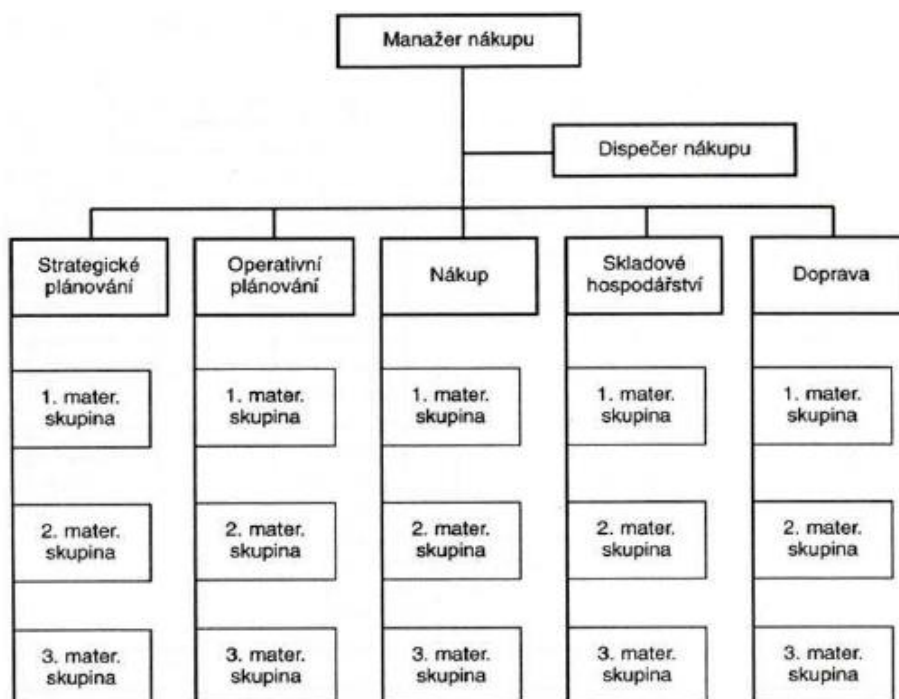 Manažer nákupu
Dispečer nákupu
Strategické
plánování
Operativní
plánování
Nákup
Skladové
hospodářství
Doprava
1. mater.
skupina
1. mater.
skupina
1. mater.
skupina
1. mater.
skupina
1. mater.
skupina
2. mater.
skupina
2. mater.
skupina
2. mater.
skupina
2. mater.
skupina
2. mater.
skupina
3. mater.
skupina
3. mater.
skupina
3. mater.
skupina
3. mater.
skupina
3. mater.
skupina